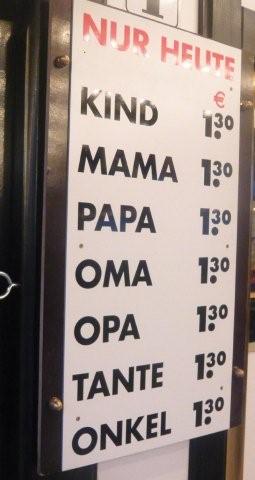 NUR HEUTE
€
KIND 1.30
MAMA 1.30
PAPA 1.30
OMA 1.30
OPA 1.30
TANTE 1.30
ONKEL 1.30